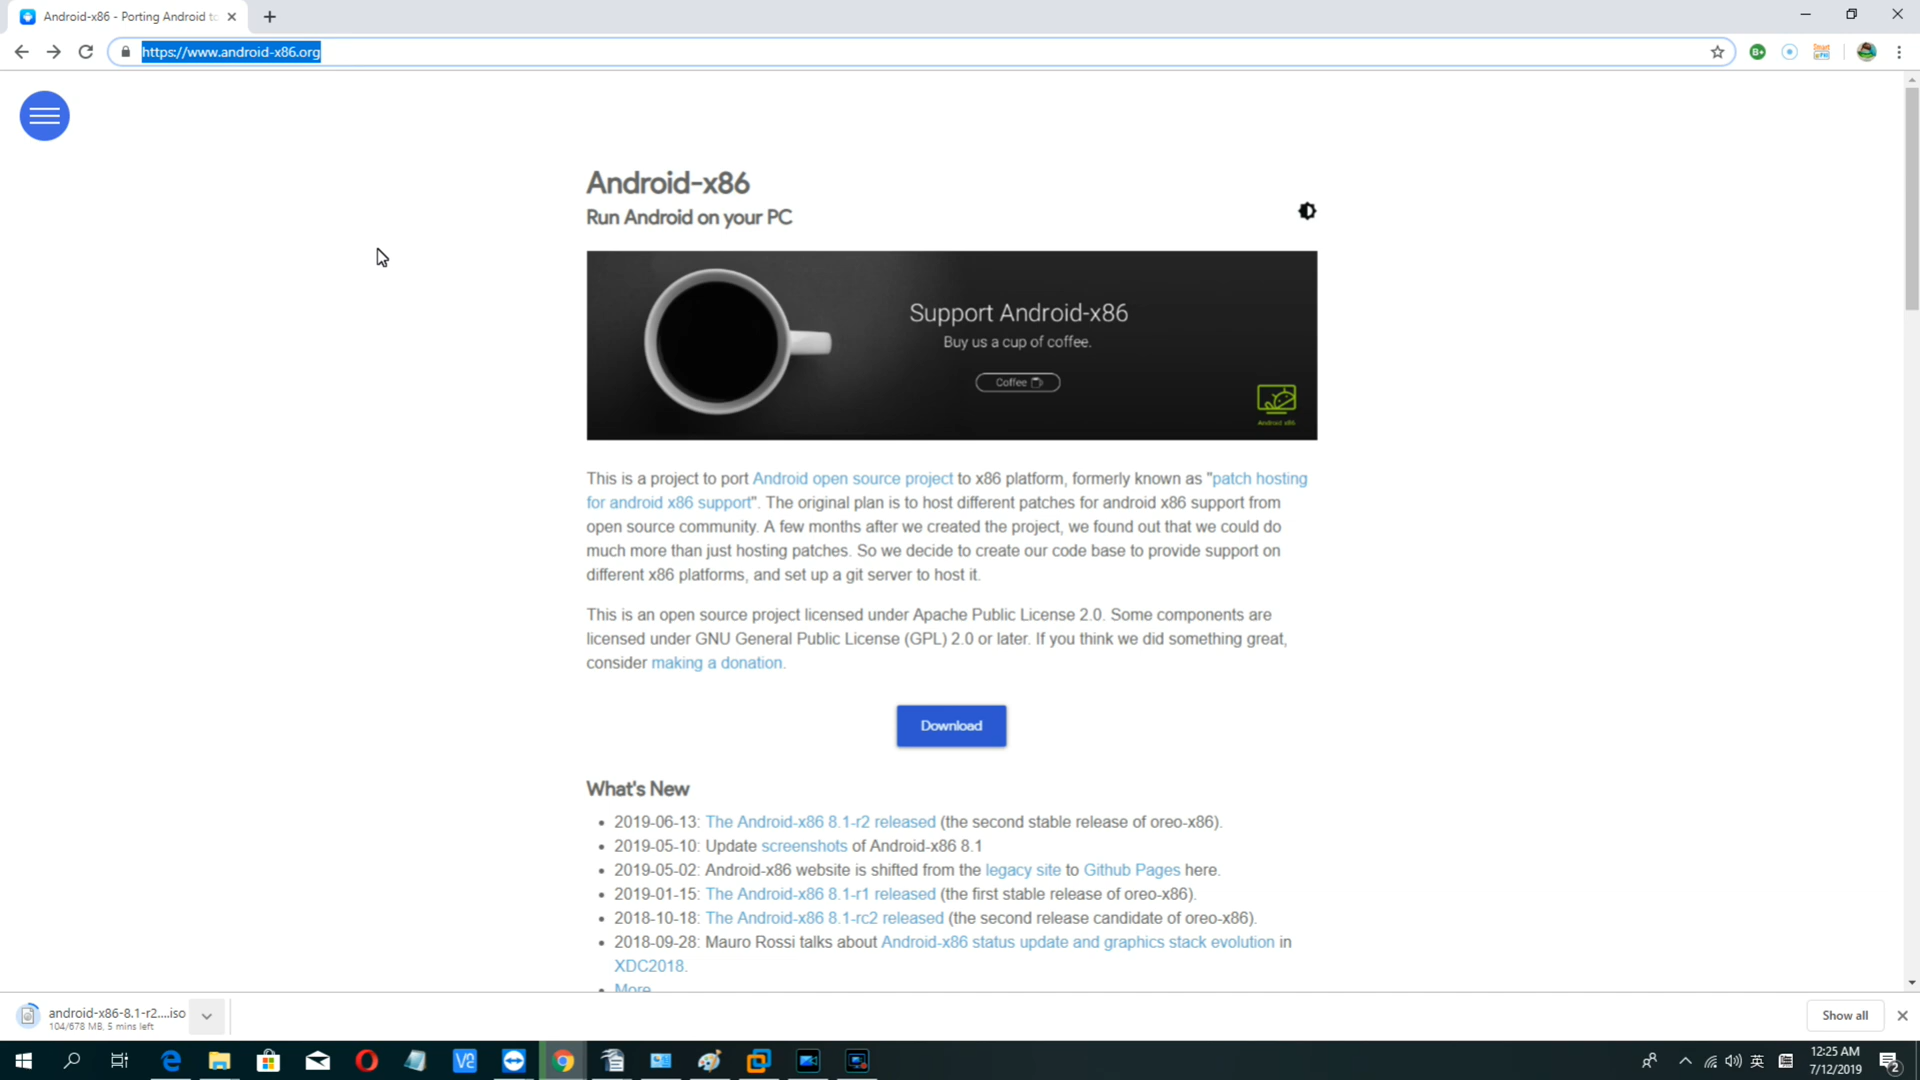 Android-x86 - Porting Android to
https://www.android-x86.org
Android-x86
Run Android on your PC
Support Android-x86
Buy us a cup of coffee.
Coffee
Android x86
This is a project to port Android open source project to x86 platform, formerly known as "patch hosting
for android x86 support". The original plan is to host different patches for android x86 support from
open source community. A few months after we created the project, we found out that we could do
much more than just hosting patches. So we decide to create our code base to provide support on
different x86 platforms, and set up a git server to host it.
This is an open source project licensed under Apache Public License 2.0. Some components are
licensed under GNU General Public License (GPL) 2.0 or later. If you think we did something great,
consider making a donation.
Download
What's New
2019-06-13: The Android-x86 8.1-r2 released (the second stable release of oreo-x86).
2019-05-10: Update screenshots of Android-x86 8.1
2019-05-02: Android-x86 website is shifted from the legacy site to Github Pages here.
2019-01-15: The Android-x86 8.1-r1 released (the first stable release of oreo-x86).
2018-10-18: The Android-x86 8.1-rc2 released (the second release candidate of oreo-x86).
2018-09-28: Mauro Rossi talks about Android-x86 status update and graphics stack evolution in
XDC2018.
More
android-x86-8.1-r2....iso
104/678 MB, 5 mins left
Show all
英
12:25 AM
7/12/2019
2